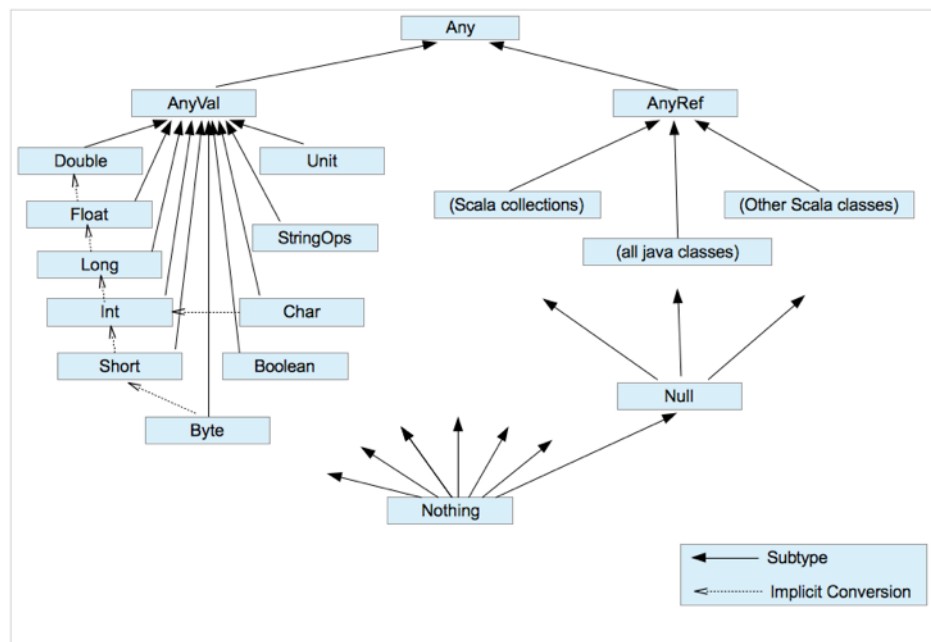 Any
AnyVal
AnyRef
Double
Unit
Float
(Scala collections)
(Other Scala classes)
StringOps
(all java classes)
Long
Int
Char
Short
Boolean
Null
Byte
Nothing
Subtype
Implicit Conversion